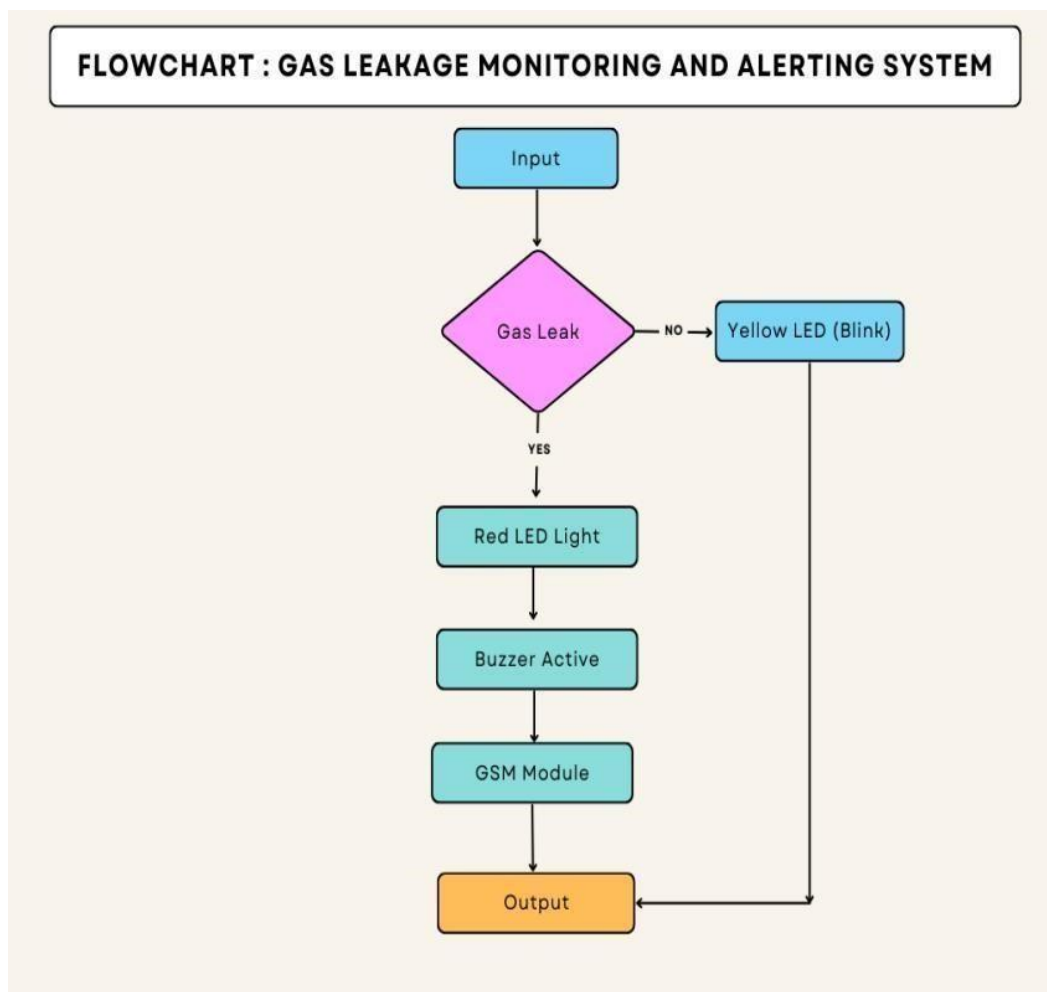 FLOWCHART : GAS LEAKAGE MONITORING AND ALERTING SYSTEM
Input
Gas Leak
NO
Yellow LED (Blink)
YES
Red LED Light
Buzzer Active
GSM Module
Output